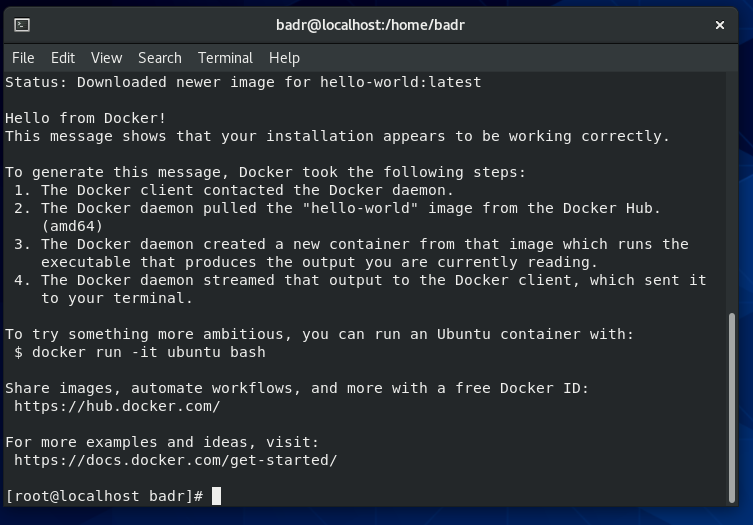 badr@localhost:/home/badr
File Edit View Search Terminal Help
Status: Downloaded newer image for hello-world:latest
Hello from Docker!
This message shows that your installation appears to be working correctly.
To generate this message, Docker took the following steps:
1. The Docker client contacted the Docker daemon.
2. The Docker daemon pulled the "hello-world" image from the Docker Hub.
(amd64)
3. The Docker daemon created a new container from that image which runs the
executable that produces the output you are currently reading.
4. The Docker daemon streamed that output to the Docker client, which sent it
to your terminal.
To try something more ambitious, you can run an Ubuntu container with:
$ docker run -it ubuntu bash
Share images, automate workflows, and more with a free Docker ID:
https://hub.docker.com/
For more examples and ideas, visit:
https://docs.docker.com/get-started/
[root@localhost badr]#